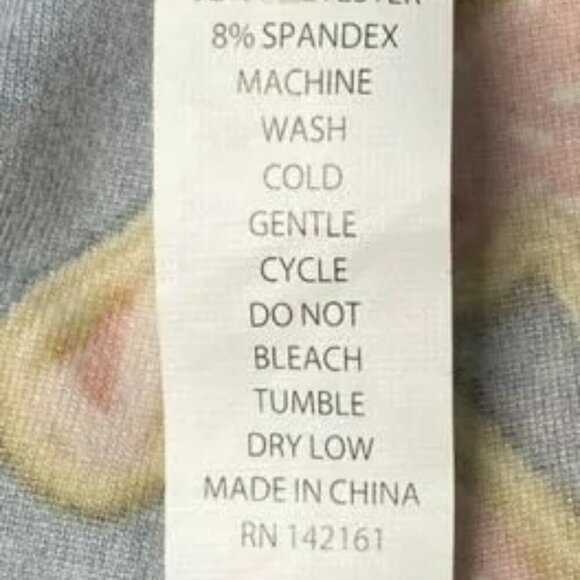 8% SPANDEX
MACHINE
WASH
COLD
GENTLE
CYCLE
DO NOT
BLEACH
TUMBLE
DRY LOW
MADE IN CHINA
RN 142161